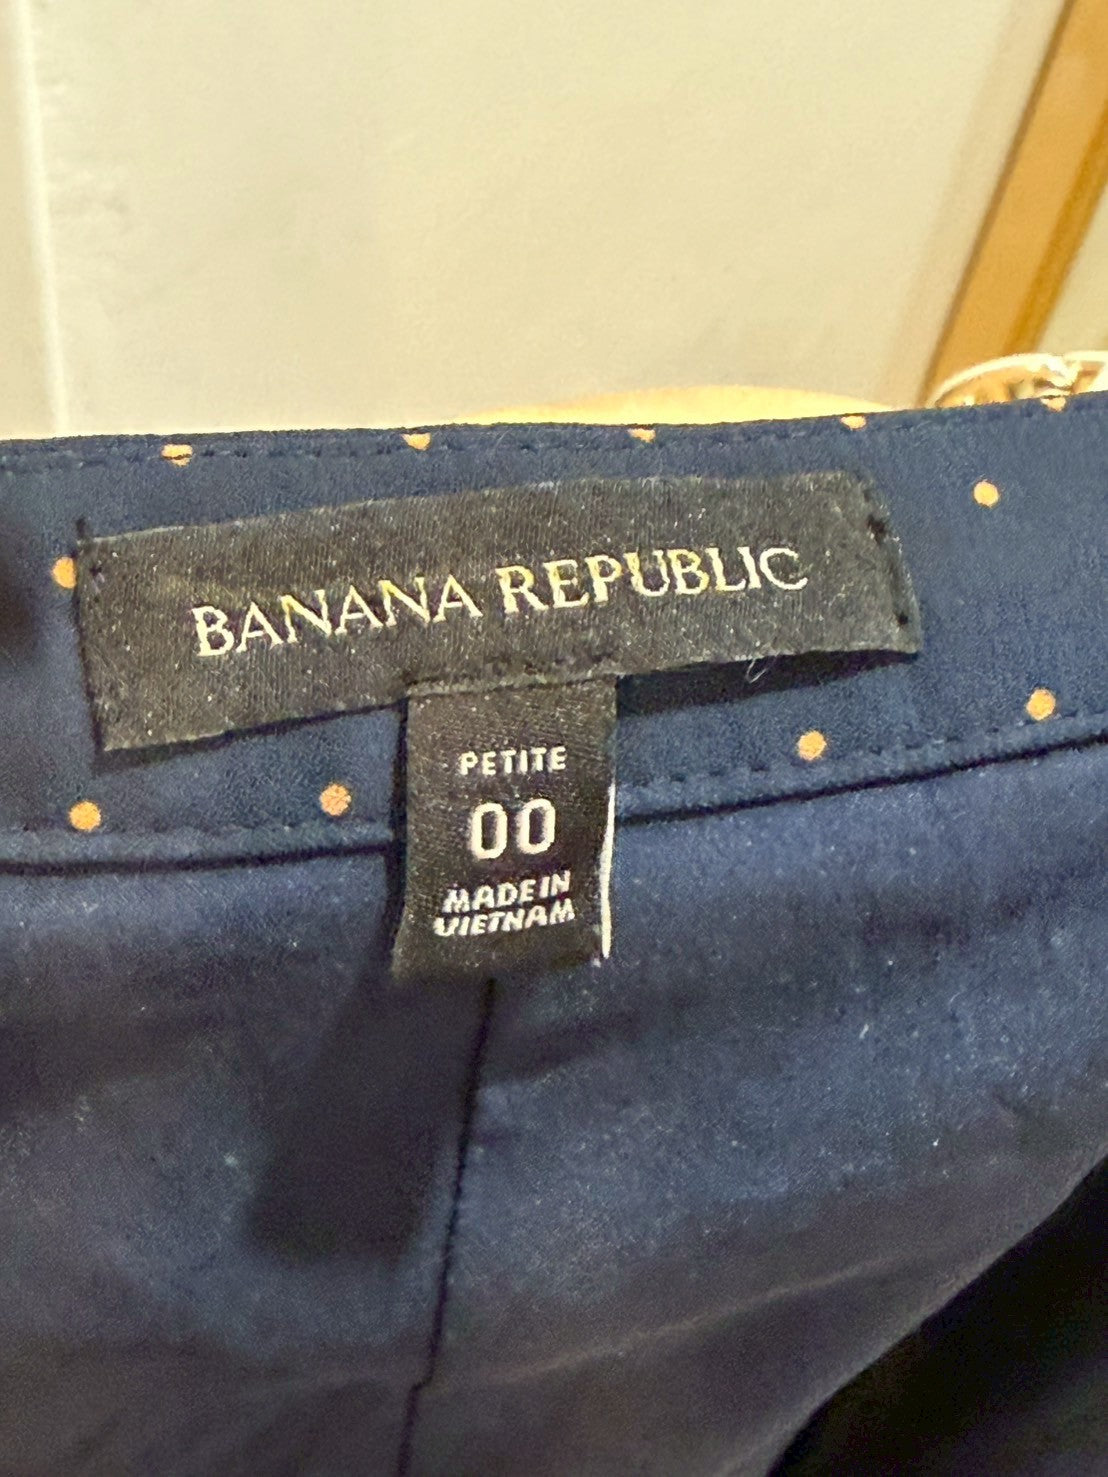 BANANA REPUBLIC
PETITE
00
MADE IN
VIETNAM